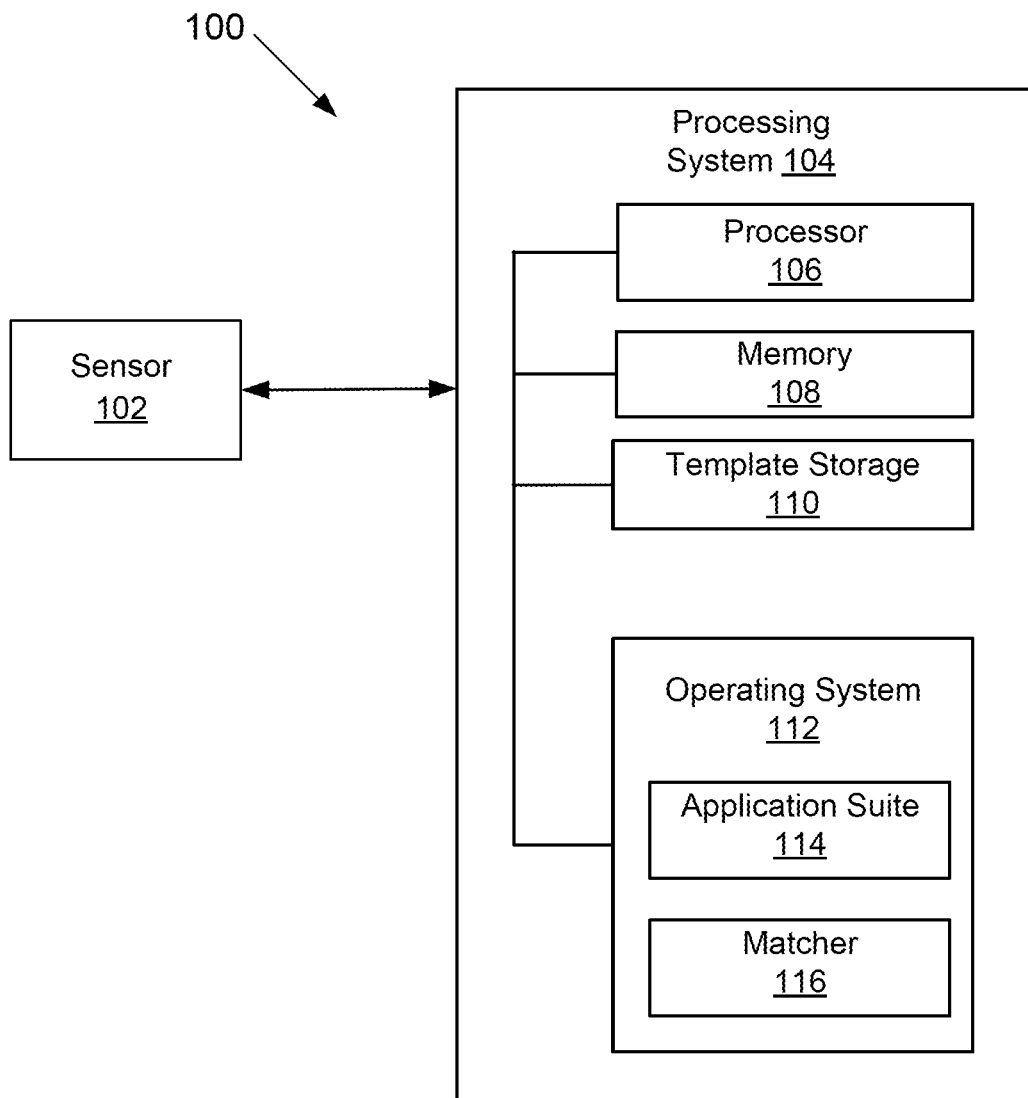 100
Processing
System 104
Processor
106
Memory
108
Sensor
102
Template Storage
110
Operating System
112
Application Suite
114
Matcher
116